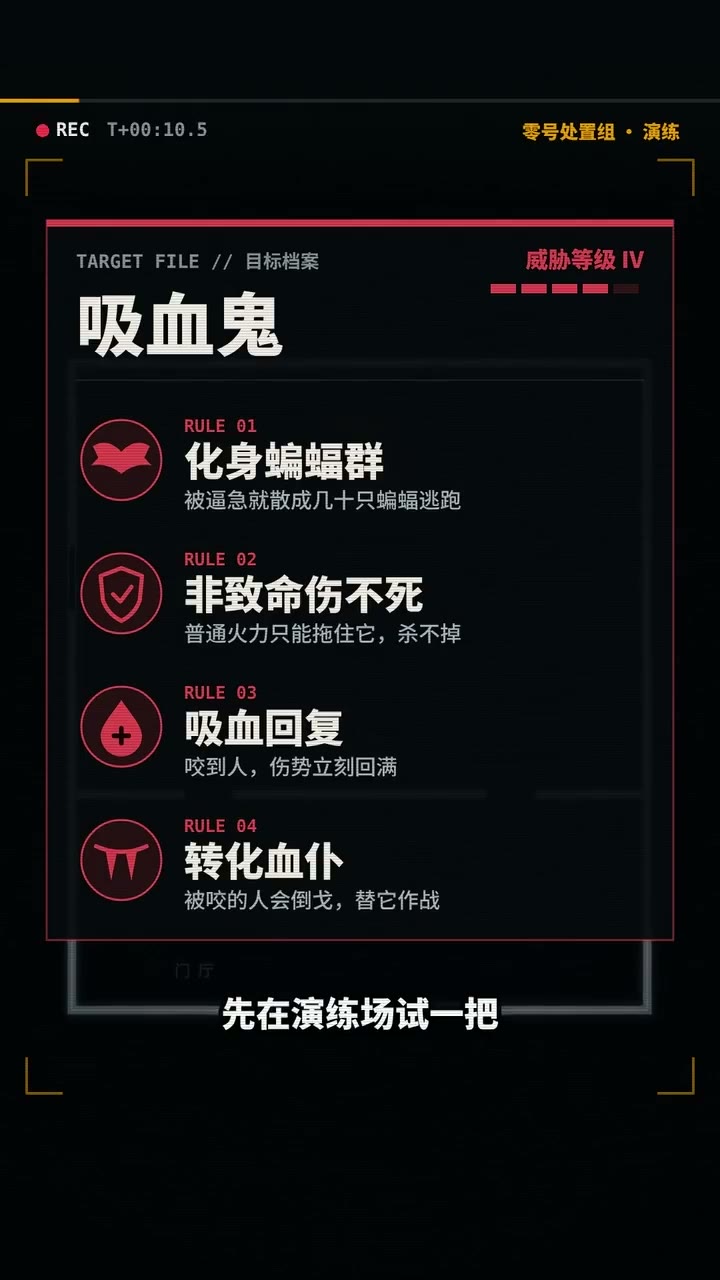 REC T+00:10.5
零号处置组 · 演练
TARGET FILE // 目标档案
威胁等级 IV
吸血鬼
RULE 01
化身蝙蝠群
被逼急就散成几十只蝙蝠逃跑
RULE 02
非致命伤不死
普通火力只能拖住它，杀不掉
RULE 03
吸血回复
咬到人，伤势立刻回满
RULE 04
转化血仆
被咬的人会倒戈，替它作战
门厅
先在演练场试一把